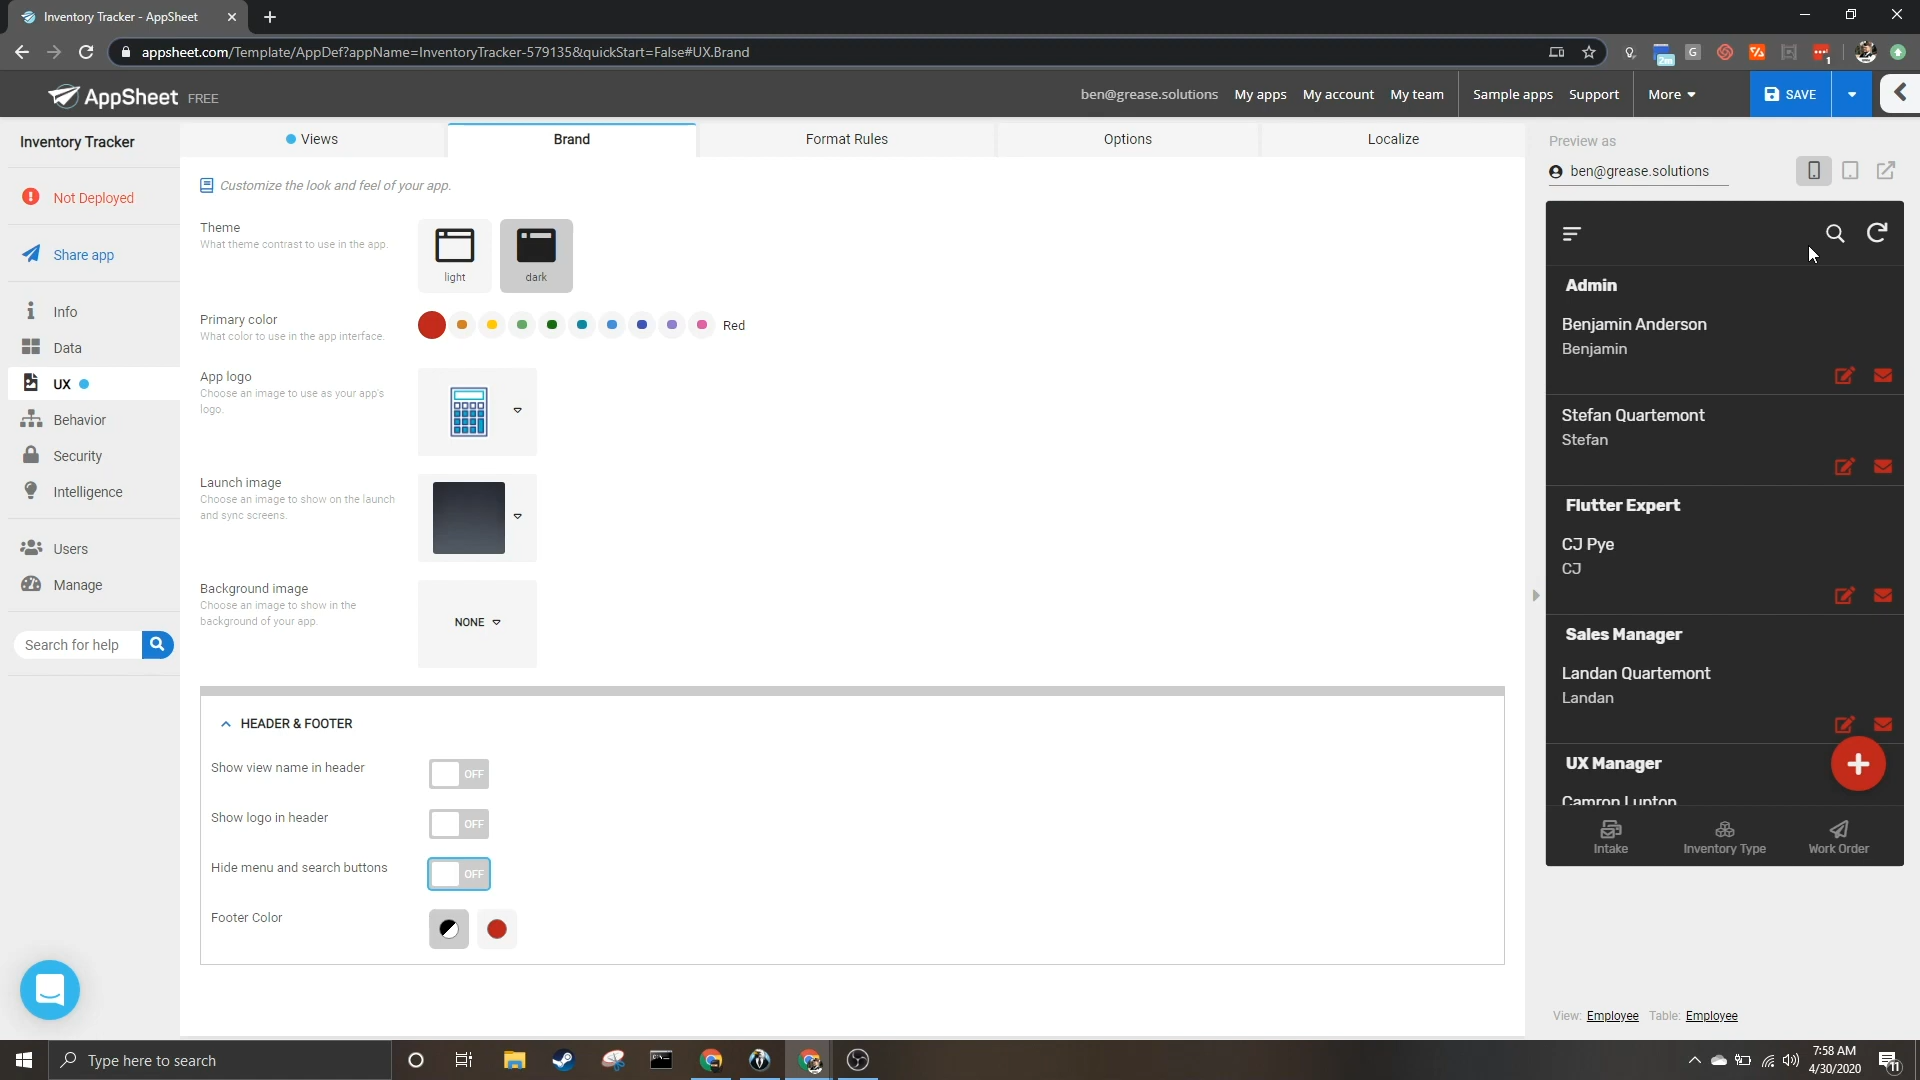 Inventory Tracker - AppSheet
appsheet.com/Template/AppDef?appName=InventoryTracker-579135&quickStart=False#UX.Brand
2m
G
1
AppSheet FREE
ben@grease.solutions My apps My account My team Sample apps Support More SAVE
Inventory Tracker
Views Brand Format Rules Options Localize
Not Deployed
Share app
Info
Data
UX
Behavior
Security
Intelligence
Users
Manage
Search for help
Customize the look and feel of your app.
Theme
What theme contrast to use in the app.
light
dark
Primary color
What color to use in the app interface.
Red
App logo
Choose an image to use as your app's
logo.
Launch image
Choose an image to show on the launch
and sync screens.
Background image
Choose an image to show in the
background of your app.
NONE
HEADER & FOOTER
Show view name in header
OFF
Show logo in header
OFF
Hide menu and search buttons
OFF
Footer Color
Preview as
ben@grease.solutions
Admin
Benjamin Anderson
Benjamin
Stefan Quartemont
Stefan
Flutter Expert
CJ Pye
CJ
Sales Manager
Landan Quartemont
Landan
UX Manager
Camron Lupton
Intake
Inventory Type
Work Order
View: Employee Table: Employee
Type here to search
7:58 AM
4/30/2020
11